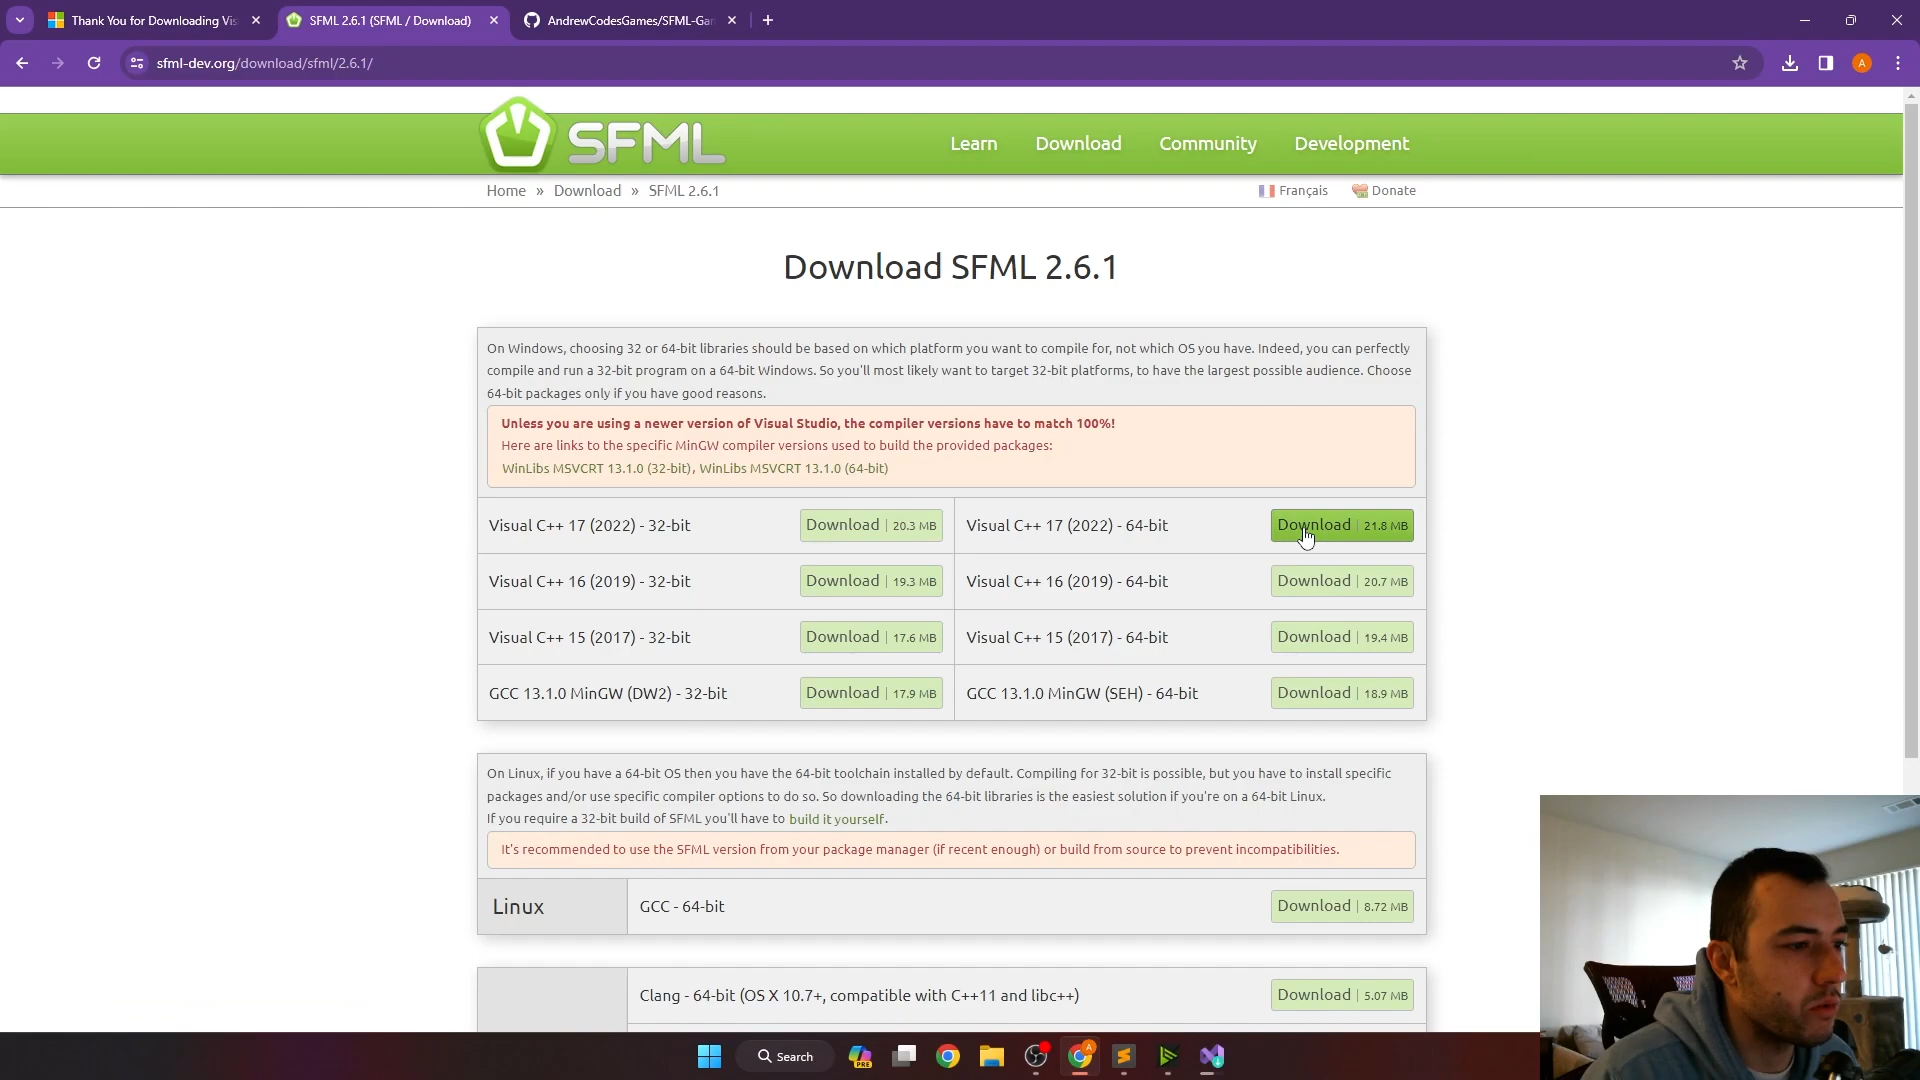 Thank You for Downloading Vis
SFML 2.6.1 (SFML / Download)
AndrewCodesGames/SFML-Gam
sfml-dev.org/download/sfml/2.6.1/
A
SFML
Learn Download Community Development
Home » Download » SFML 2.6.1
Français Donate
Download SFML 2.6.1
On Windows, choosing 32 or 64-bit libraries should be based on which platform you want to compile for, not which OS you have. Indeed, you can perfectly
compile and run a 32-bit program on a 64-bit Windows. So you'll most likely want to target 32-bit platforms, to have the largest possible audience. Choose
64-bit packages only if you have good reasons.
Unless you are using a newer version of Visual Studio, the compiler versions have to match 100%!
Here are links to the specific MinGW compiler versions used to build the provided packages:
WinLibs MSVCRT 13.1.0 (32-bit), WinLibs MSVCRT 13.1.0 (64-bit)
Visual C++ 17 (2022) - 32-bit Download | 20.3 MB Visual C++ 17 (2022) - 64-bit Download | 21.8 MB
Visual C++ 16 (2019) - 32-bit Download | 19.3 MB Visual C++ 16 (2019) - 64-bit Download | 20.7 MB
Visual C++ 15 (2017) - 32-bit Download | 17.6 MB Visual C++ 15 (2017) - 64-bit Download | 19.4 MB
GCC 13.1.0 MinGW (DW2) - 32-bit Download | 17.9 MB GCC 13.1.0 MinGW (SEH) - 64-bit Download | 18.9 MB
On Linux, if you have a 64-bit OS then you have the 64-bit toolchain installed by default. Compiling for 32-bit is possible, but you have to install specific
packages and/or use specific compiler options to do so. So downloading the 64-bit libraries is the easiest solution if you're on a 64-bit Linux.
If you require a 32-bit build of SFML you'll have to build it yourself.
It's recommended to use the SFML version from your package manager (if recent enough) or build from source to prevent incompatibilities.
Linux GCC - 64-bit Download | 8.72 MB
Clang - 64-bit (OS X 10.7+, compatible with C++11 and libc++) Download | 5.07 MB
Search
PRE
A